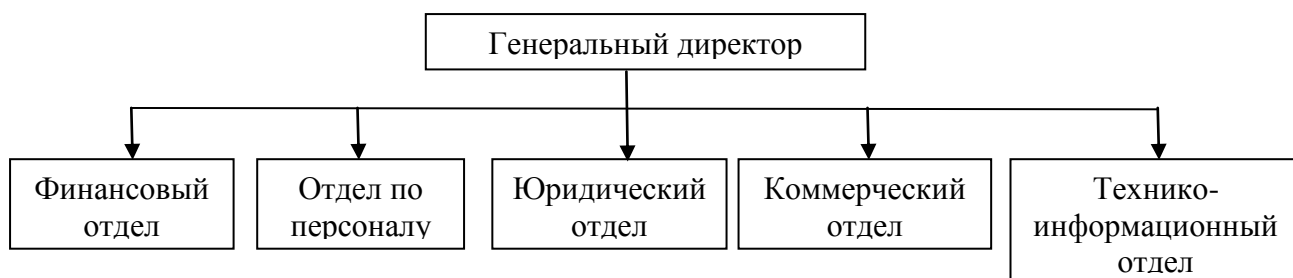 Генеральный директор
Финансовый
отдел
Отдел по
персоналу
Юридический
отдел
Коммерческий
отдел
Технико-
информационный
отдел